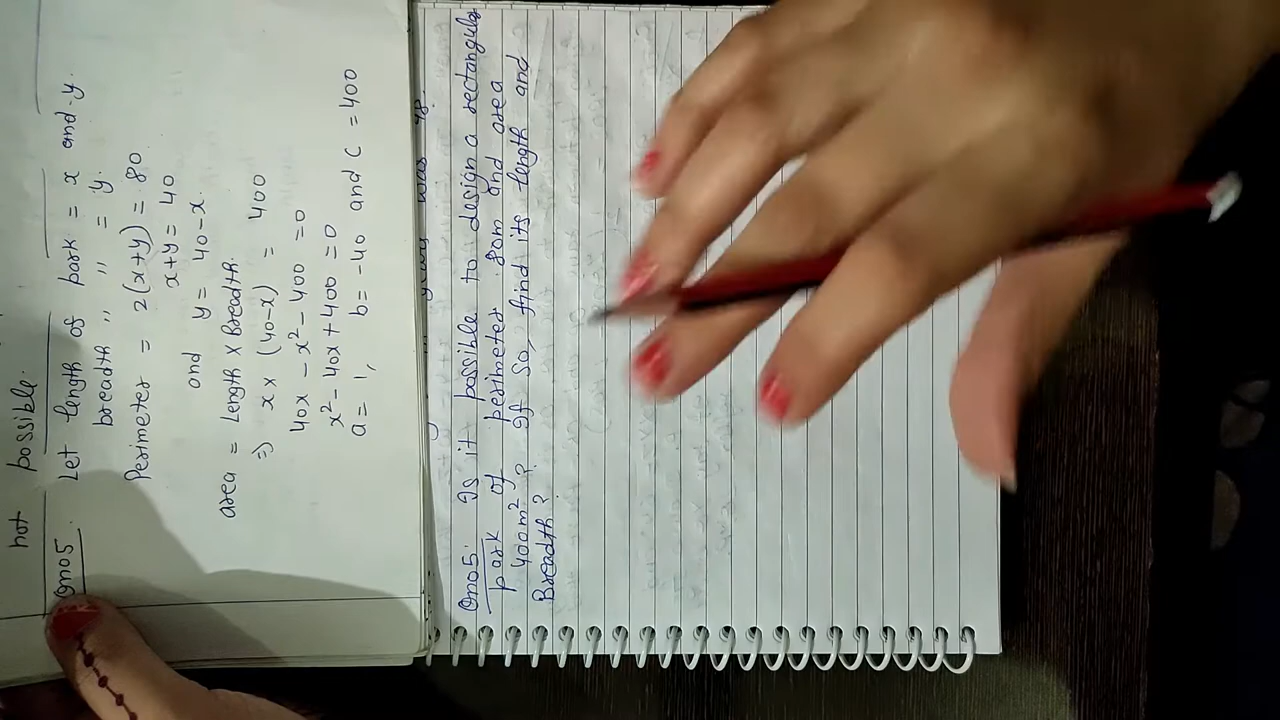 not possible.
Qno5. Let length of park = x and y.
breadth " " = y.
Perimeter = 2(x+y) = 80
x+y = 40
and y = 40-x.
area = Length x Breadth.
⇒ x x (40-x) = 400
40x - x² - 400 = 0
x² - 40x + 400 = 0
a = 1, b = -40 and c = 400
Qno5. Is it possible to design a rectangular
park of perimeter 80m and area
400m²? If so, find its length and
Breadth?